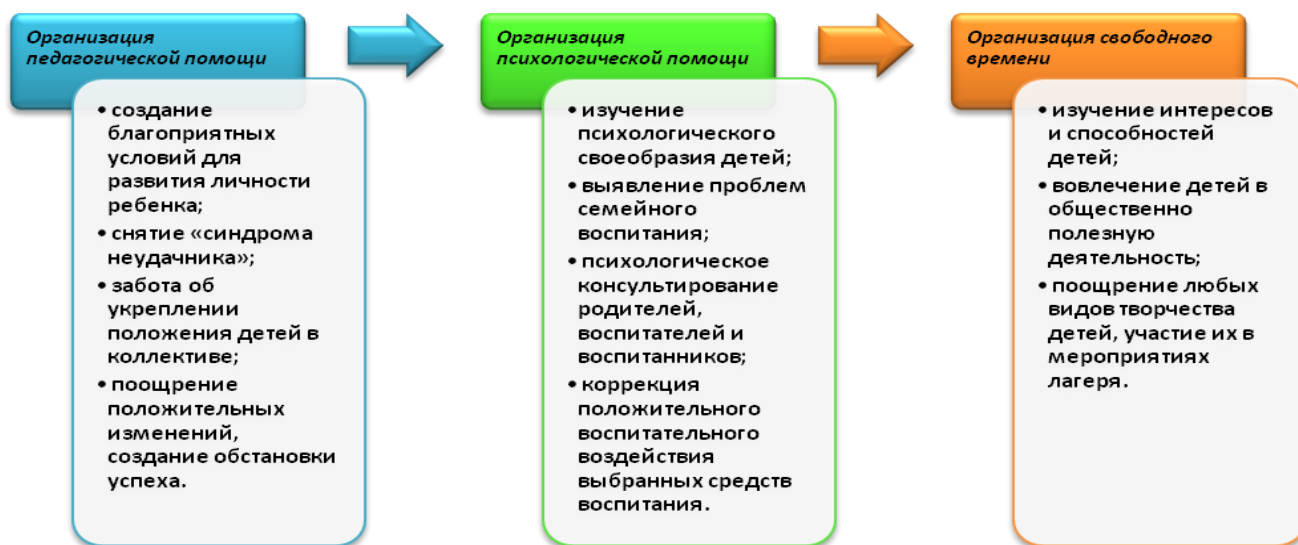 Организация
педагогической помощи
• создание
благоприятных
условий для
развития личности
ребенка;
• снятие «синдрома
неудачника»;
• забота об
укреплении
положения детей в
коллективе;
• поощрение
положительных
изменений,
создание обстановки
успеха.
Организация
психологической помощи
• изучение
психологического
своеобразия детей;
• выявление проблем
семейного
воспитания;
• психологическое
консультирование
родителей,
воспитателей и
воспитанников;
• коррекция
положительного
воспитательного
воздействия
выбранных средств
воспитания.
Организация свободного
времени
• изучение интересов
и способностей
детей;
• вовлечение детей в
общественно
полезную
деятельность;
• поощрение любых
видов творчества
детей, участие их в
мероприятиях
лагеря.